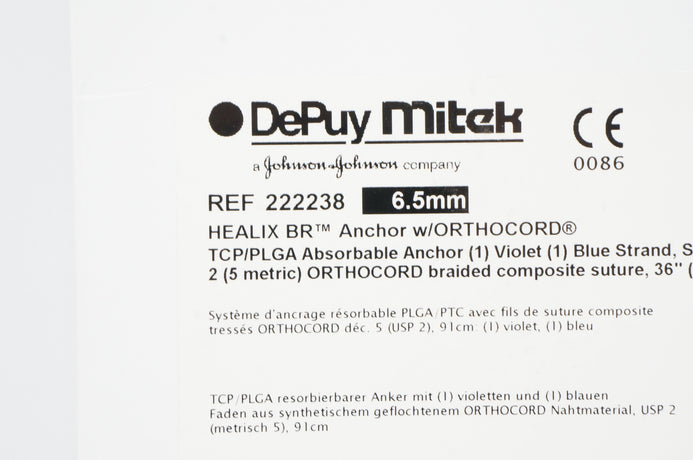 DePuy Mitek
a Johnson & Johnson company
CE
0086
REF 222238 6.5mm
HEALIX BR™ Anchor w/ORTHOCORD®
TCP/PLGA Absorbable Anchor (1) Violet (1) Blue Strand, S
2 (5 metric) ORTHOCORD braided composite suture, 36" (
Système d'ancrage résorbable PLGA/PTC avec fils de suture composite
tressés ORTHOCORD déc. 5 (USP 2), 91cm: (1) violet, (1) bleu
TCP/PLGA resorbierbarer Anker mit (1) violetten und (1) blauen
Faden aus synthetischem geflochtenem ORTHOCORD Nahtmaterial, USP 2
(metrisch 5), 91cm